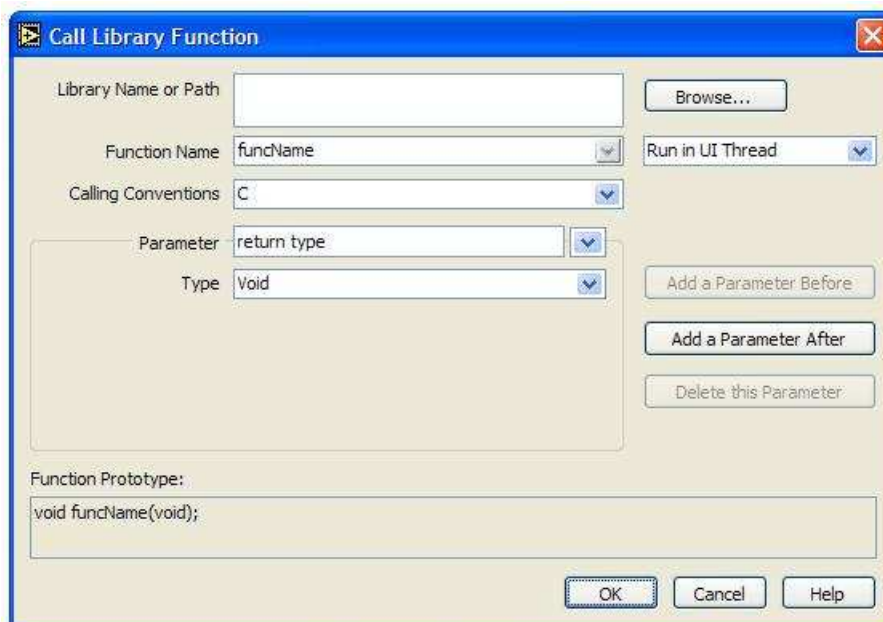 Call Library Function
Library Name or Path
Browse...
Function Name funcName Run in UI Thread
Calling Conventions C
Parameter return type
Type Void Add a Parameter Before
Add a Parameter After
Delete this Parameter
Function Prototype:
void funcName(void);
OK Cancel Help